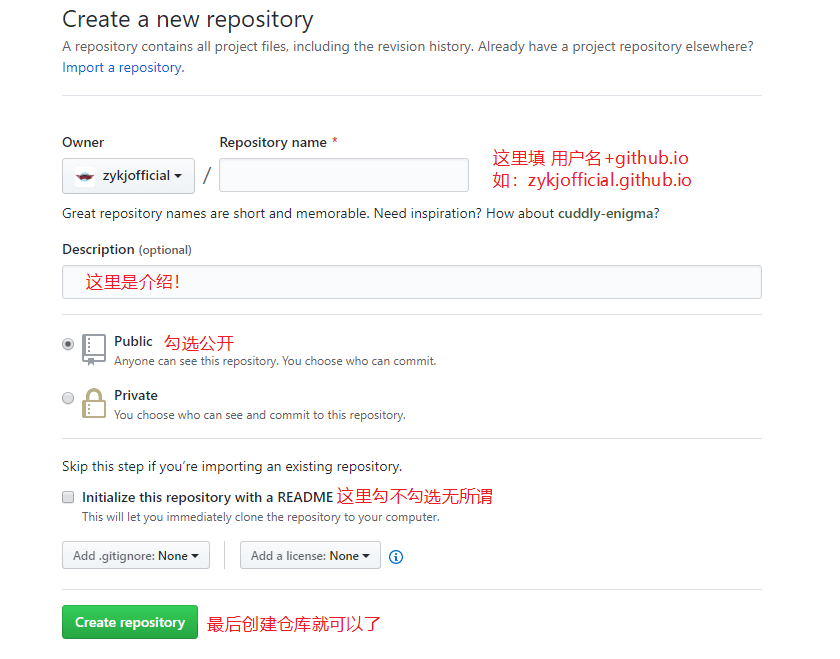 Create a new repository
A repository contains all project files, including the revision history. Already have a project repository elsewhere?
Import a repository.
Owner
Repository name *
zykjofficial
/
这里填 用户名+github.io
如：zykjofficial.github.io
Great repository names are short and memorable. Need inspiration? How about cuddly-enigma?
Description (optional)
这里是介绍！
Public 勾选公开
Anyone can see this repository. You choose who can commit.
Private
You choose who can see and commit to this repository.
Skip this step if you’re importing an existing repository.
Initialize this repository with a README 这里勾不勾选无所谓
This will let you immediately clone the repository to your computer.
Add .gitignore: None
Add a license: None
Create repository 最后创建仓库就可以了